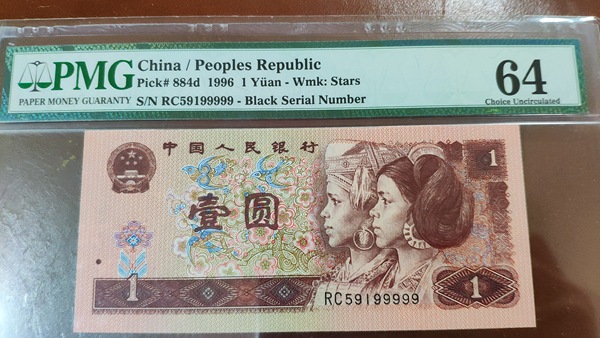 PMG
PAPER MONEY GUARANTY
China / Peoples Republic
Pick# 884d 1996 1 Yüan - Wmk: Stars
S/N RC59199999 - Black Serial Number
64
Choice Uncirculated
中国人民银行
1
壹圆
1
RC59199999
1